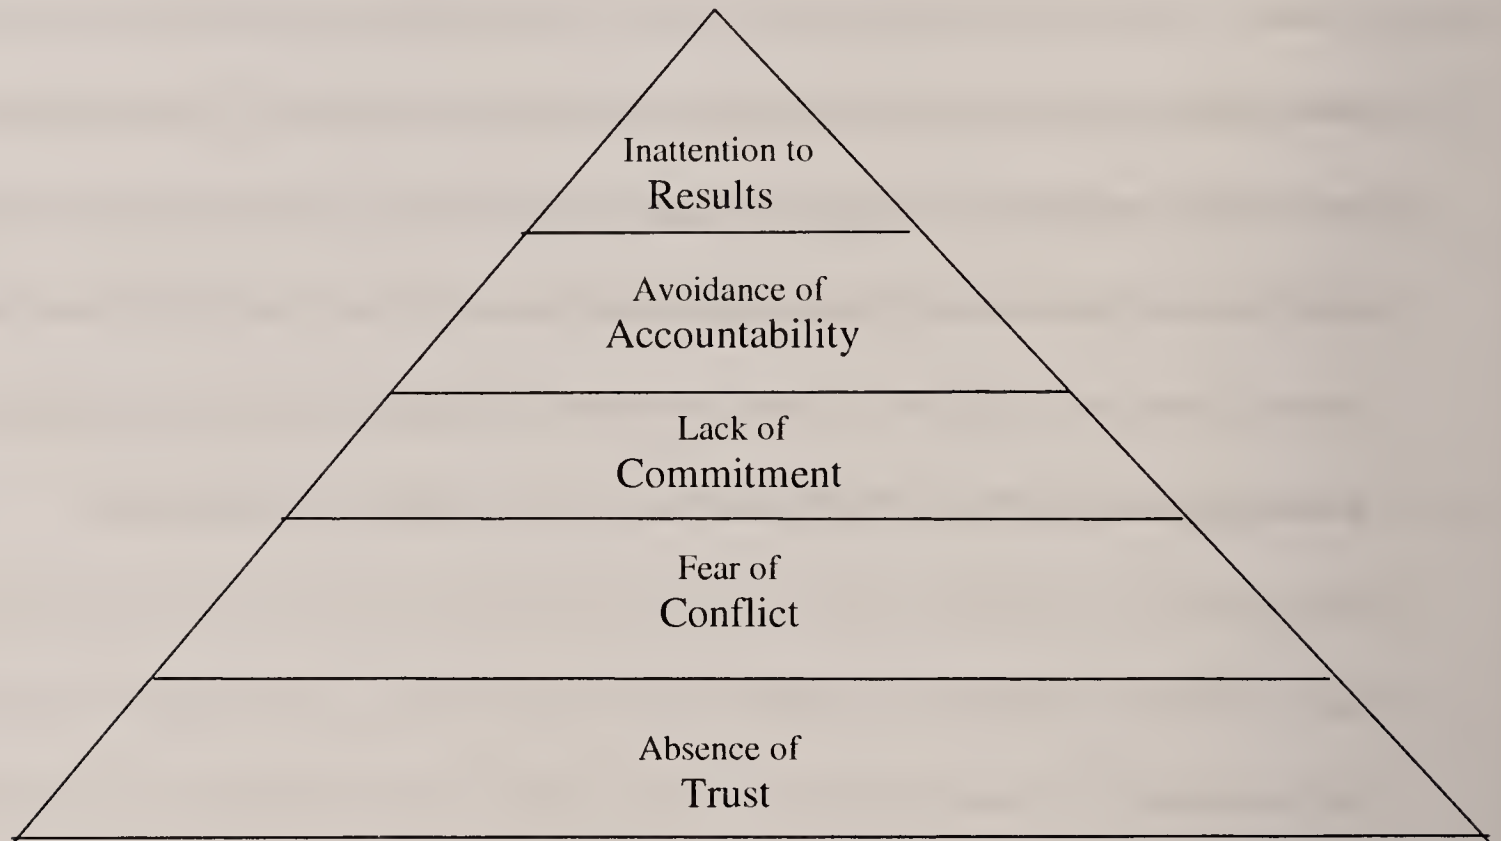 Inattention to
Results
Avoidance of
Accountability
Lack of
Commitment
Fear of
Conflict
Absence of
Trust